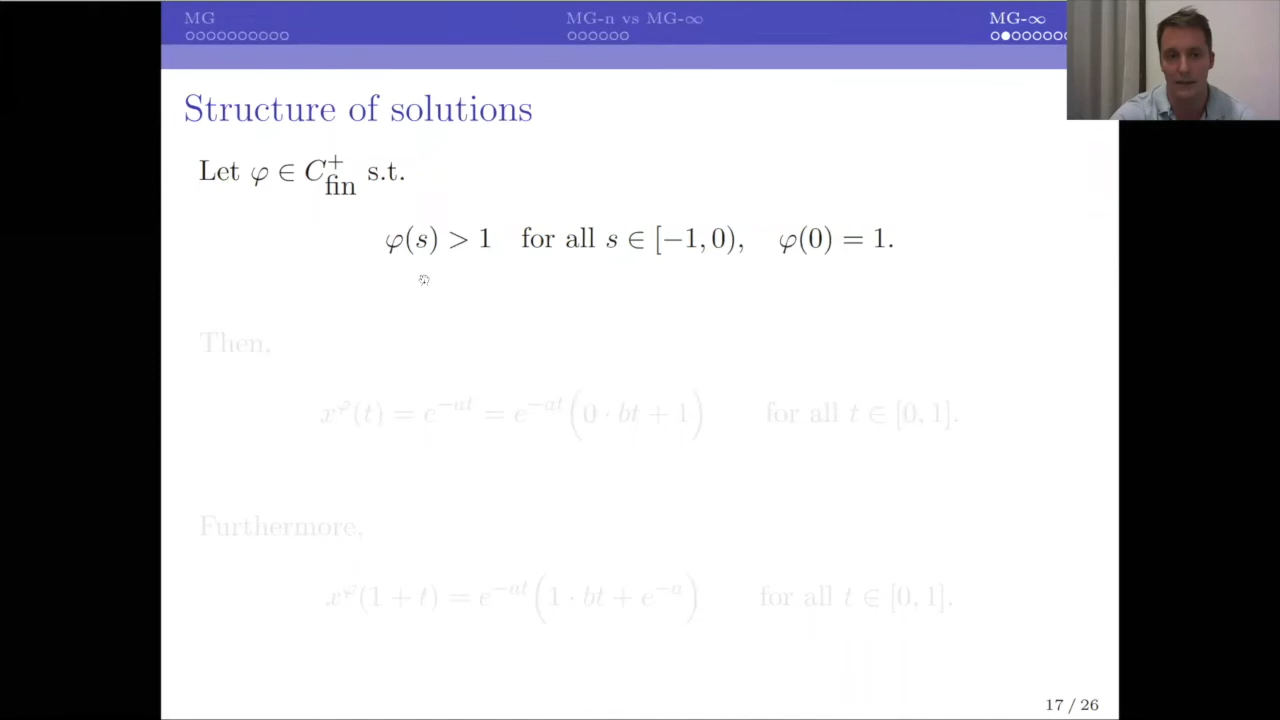 MG MG-n vs MG-∞ MG-∞
Structure of solutions
Let φ ∈ C⁺_fin s.t.
φ(s) > 1 for all s ∈ [−1, 0), φ(0) = 1.
Then,
x^φ(t) = e^{−at} = e^{−at}(0 · bt + 1) for all t ∈ [0, 1].
Furthermore,
x^φ(1 + t) = e^{−at}(1 · bt + e^{−a}) for all t ∈ [0, 1].
17 / 26